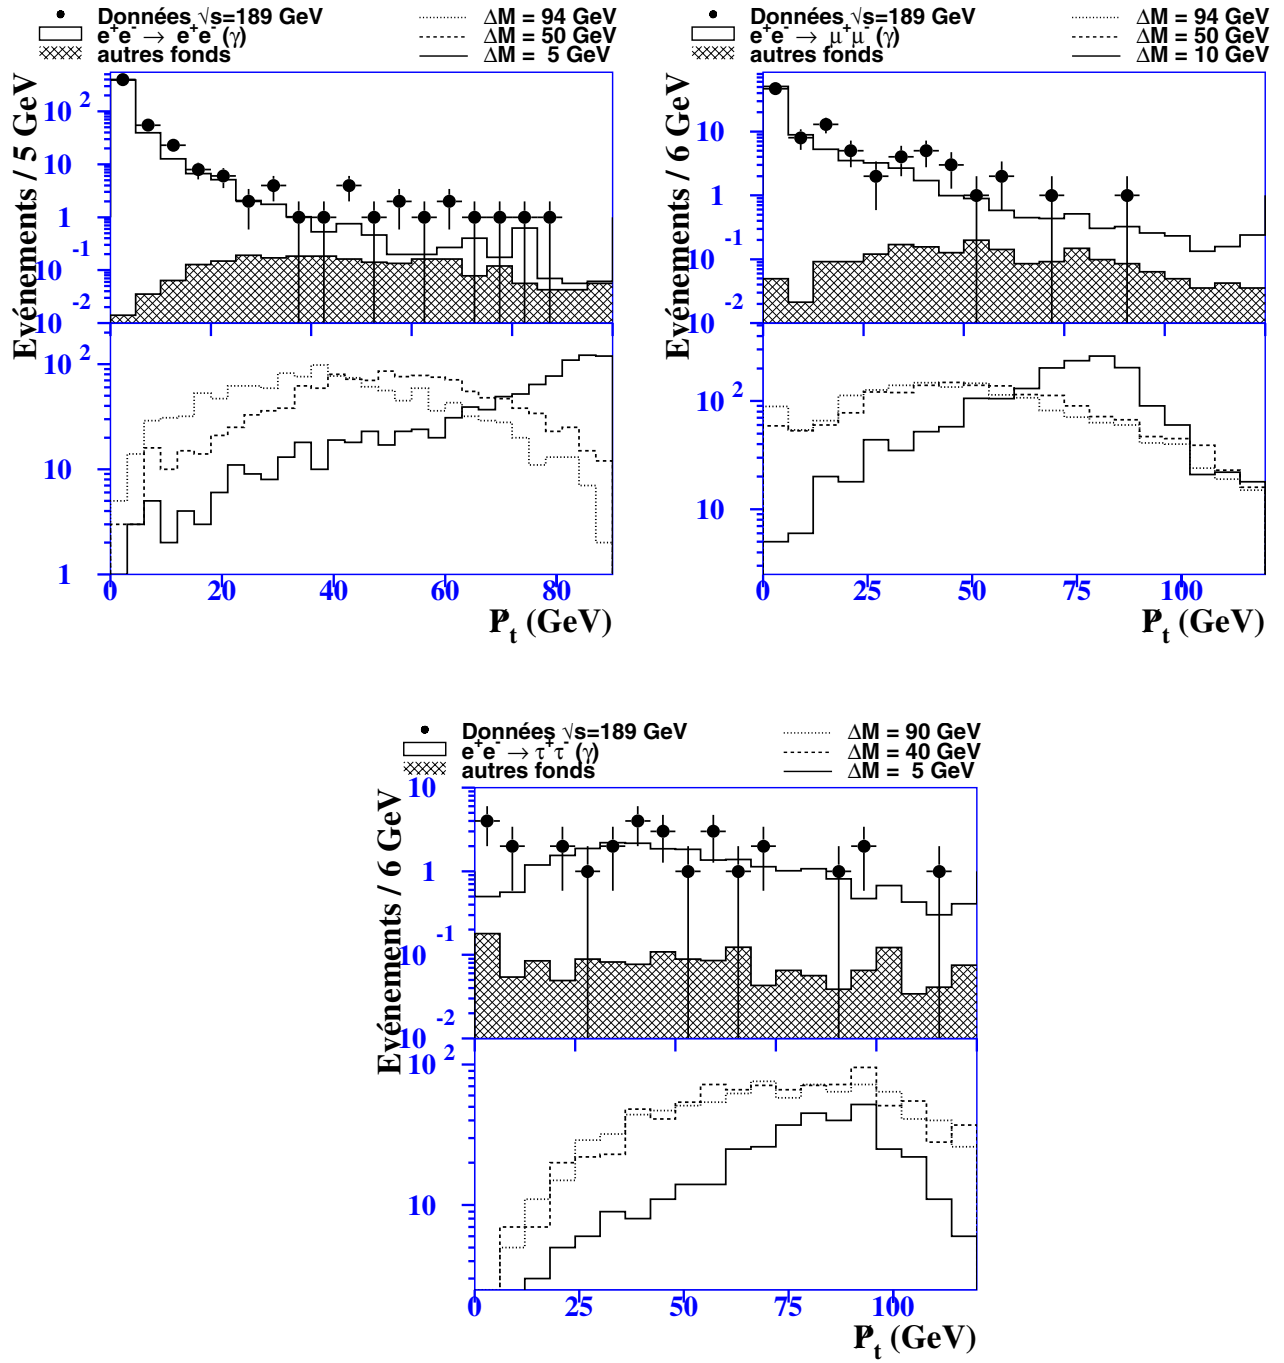 Données √s=189 GeV
e⁺e⁻ → e⁺e⁻ (γ)
autres fonds
ΔM = 94 GeV
ΔM = 50 GeV
ΔM = 5 GeV
Evénements / 5 GeV
10²
10
1
10⁻¹
10⁻²
10²
10
1
0 20 40 60 80
P̸ₜ (GeV)
Données √s=189 GeV
e⁺e⁻ → μ⁺μ⁻ (γ)
autres fonds
ΔM = 94 GeV
ΔM = 50 GeV
ΔM = 10 GeV
Evénements / 6 GeV
10
1
10⁻¹
10⁻²
10²
10
0 25 50 75 100
P̸ₜ (GeV)
Données √s=189 GeV
e⁺e⁻ → τ⁺τ⁻ (γ)
autres fonds
ΔM = 90 GeV
ΔM = 40 GeV
ΔM = 5 GeV
Evénements / 6 GeV
10
1
10⁻¹
10⁻²
10²
10
0 25 50 75 100
P̸ₜ (GeV)